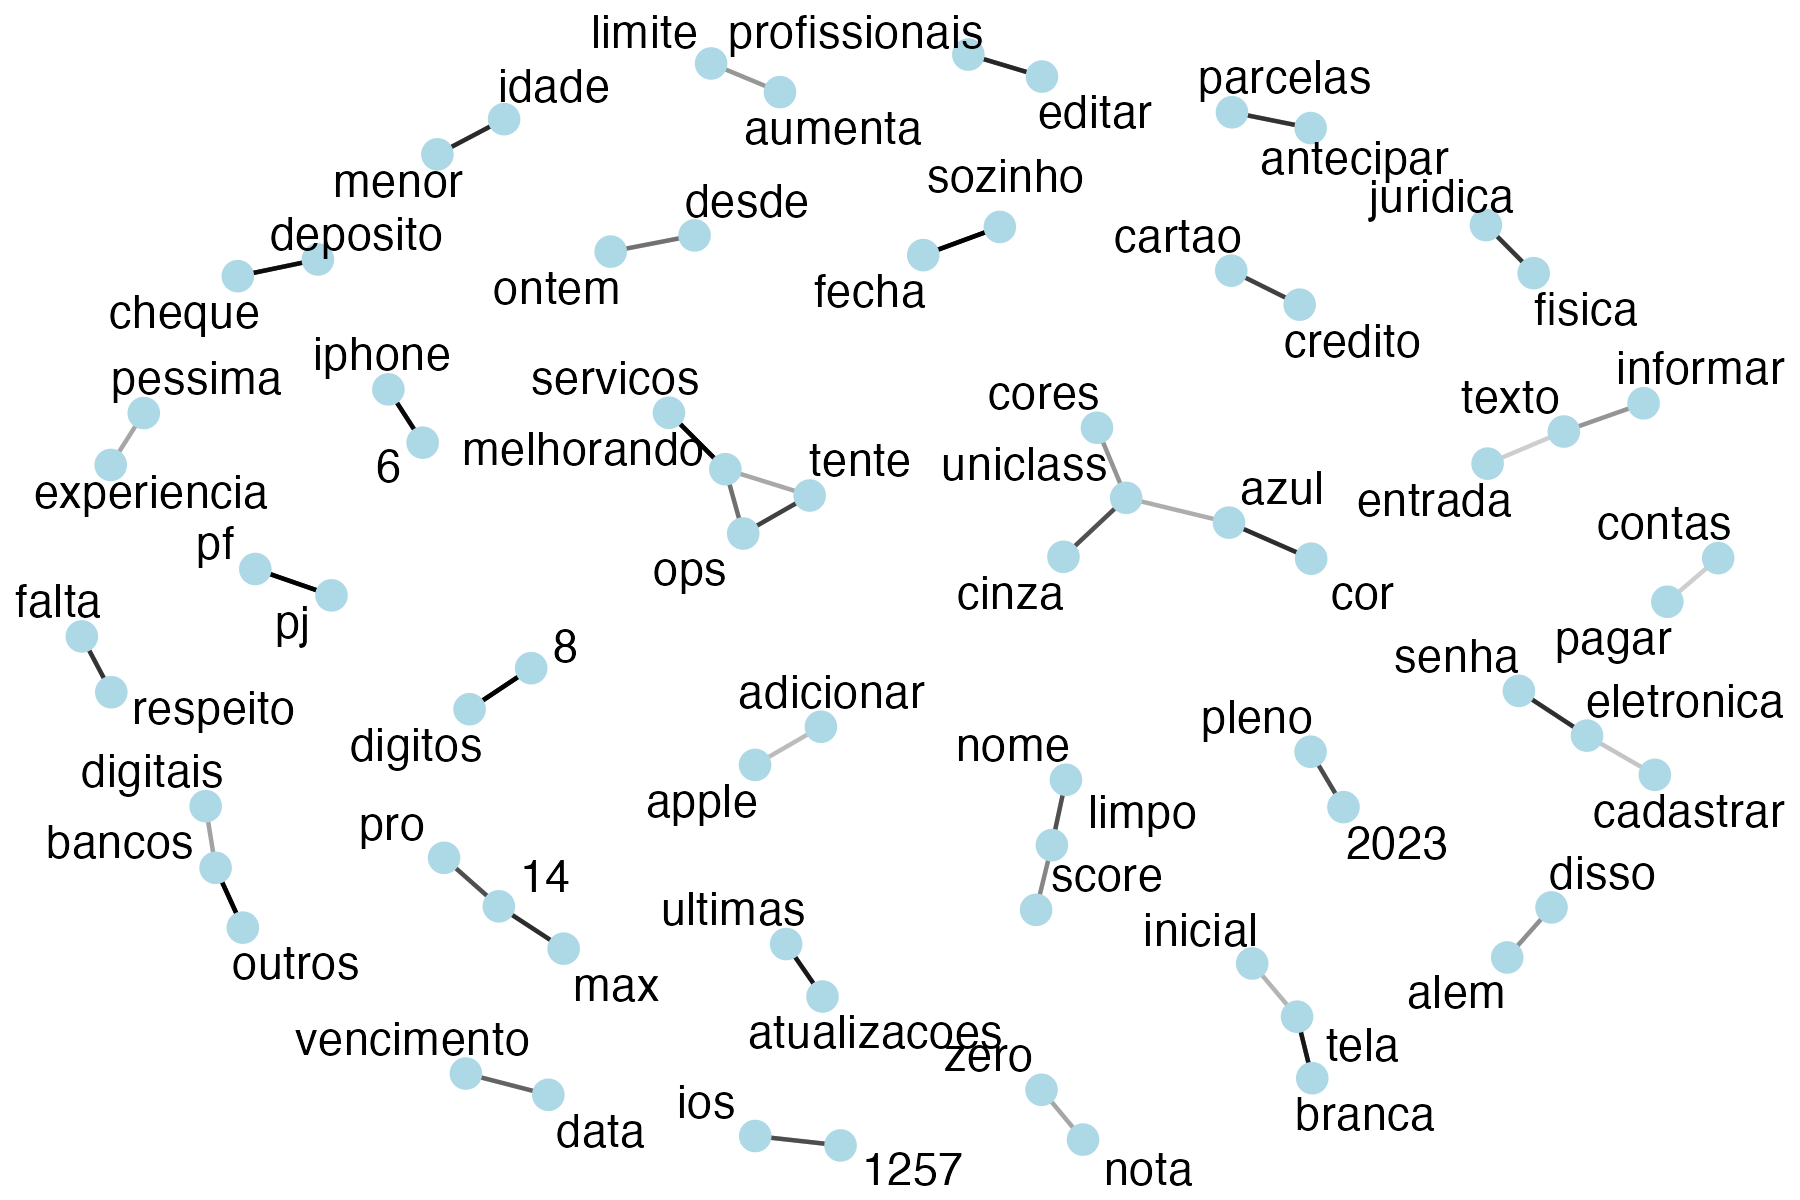 limite
profissionais
idade
parcelas
editar
aumenta
antecipar
menor
sozinho
juridica
desde
deposito
cartao
ontem
fecha
cheque
fisica
credito
iphone
informar
pessima
servicos
cores
texto
melhorando
tente
uniclass
6
azul
experiencia
entrada
contas
pf
ops
cinza
cor
falta
pj
8
pagar
senha
respeito
adicionar
eletronica
pleno
digitos
nome
digitais
apple
limpo
cadastrar
pro
bancos
2023
14
score
disso
ultimas
inicial
outros
max
alem
atualizacoes
vencimento
zero
tela
ios
branca
data
1257
nota